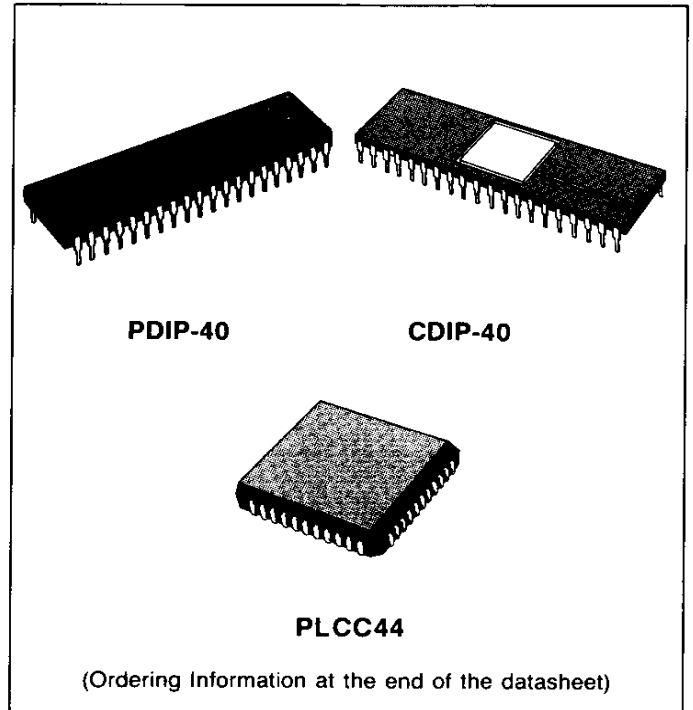 PDIP-40
CDIP-40
PLCC44
(Ordering Information at the end of the datasheet)